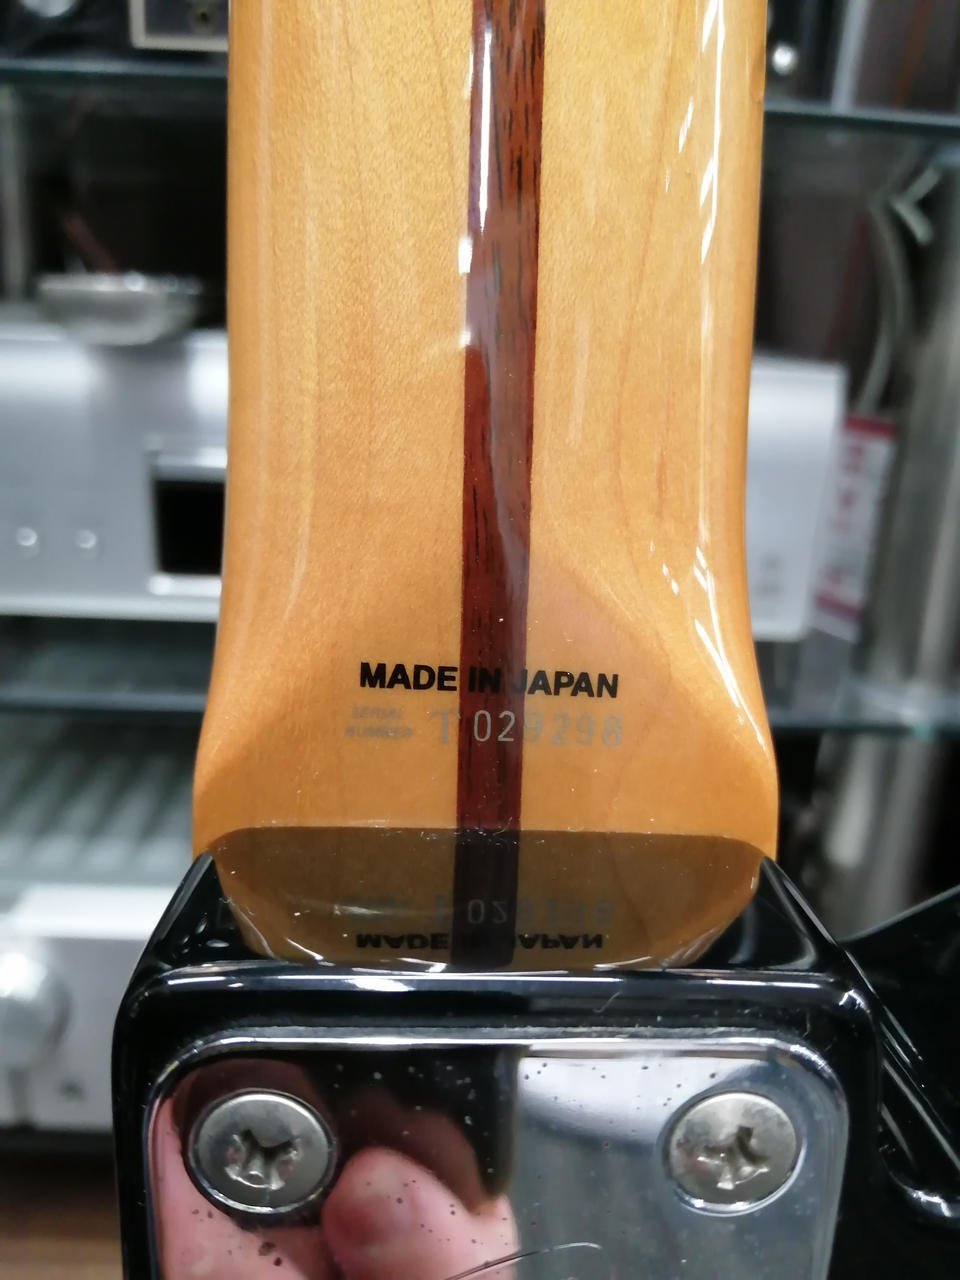 MADE IN JAPAN
SERIAL
NUMBER T 029298